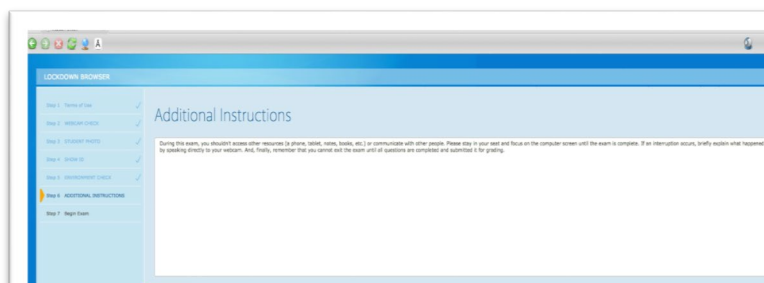 LOCKDOWN BROWSER
Step 1 Terms of Use
Step 2 WEBCAM CHECK
Step 3 STUDENT PHOTO
Step 4 SHOW ID
Step 5 ENVIRONMENT CHECK
Step 6 ADDITIONAL INSTRUCTIONS
Step 7 Begin Exam
Additional Instructions
During this exam, you shouldn't access other resources (a phone, tablet, notes, books, etc.) or communicate with other people. Please stay in your seat and focus on the computer screen until the exam is complete. If an interruption occurs, briefly explain what happened
by speaking directly to your webcam. And, finally, remember that you cannot exit the exam until all questions are completed and submitted it for grading.